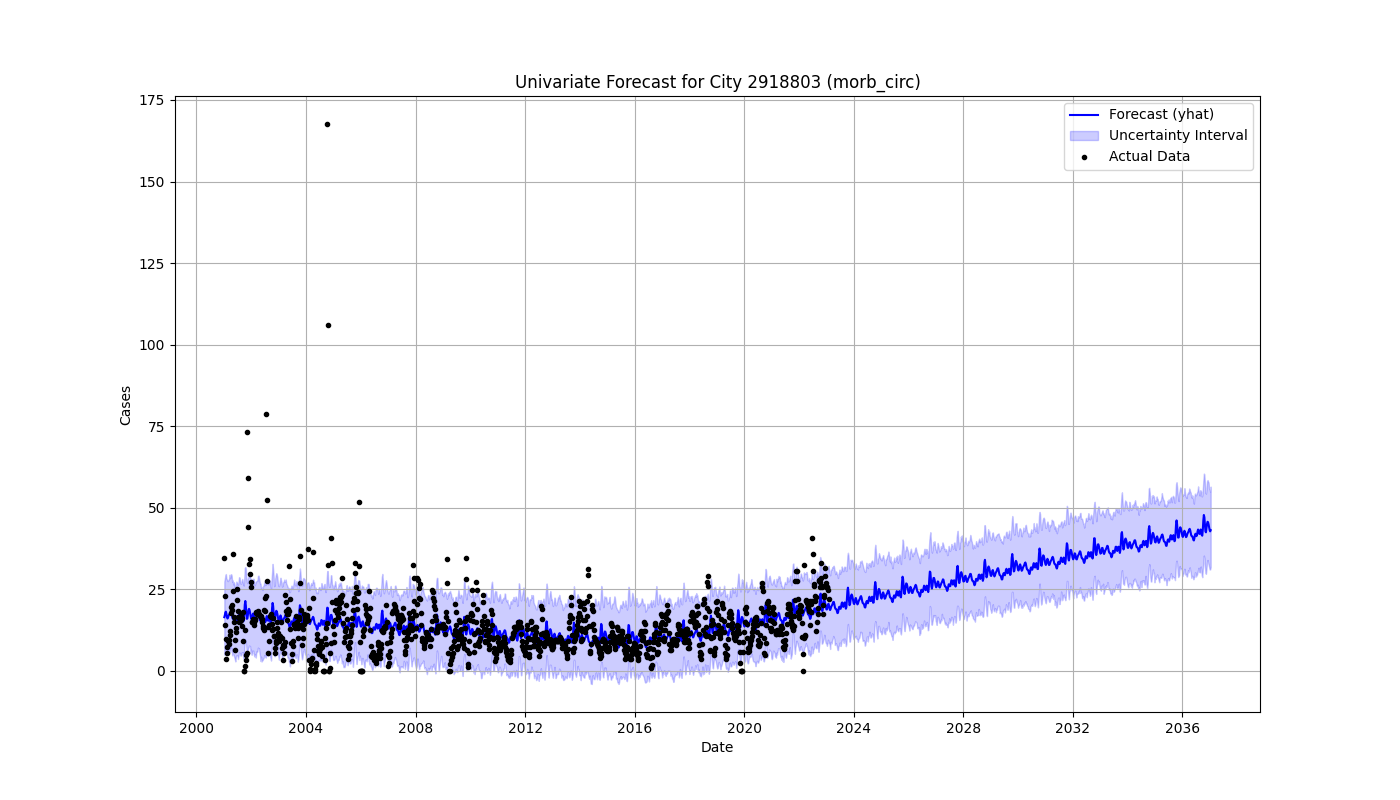 Univariate Forecast for City 2918803 (morb_circ)
175
150
125
100
75
50
25
0
Cases
Forecast (yhat)
Uncertainty Interval
Actual Data
2000 2004 2008 2012 2016 2020 2024 2028 2032 2036
Date